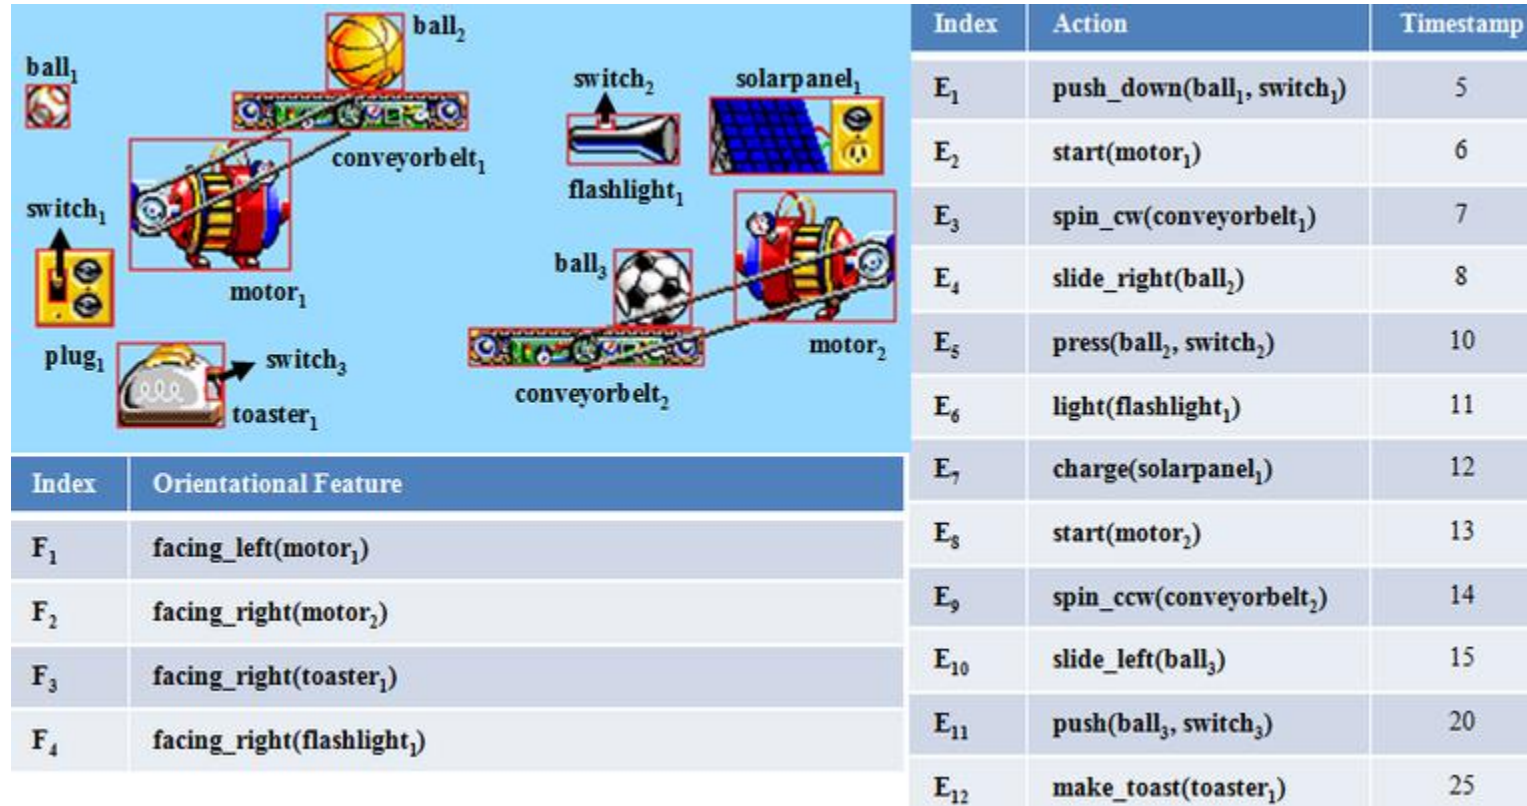 ball₂
ball₁
switch₂
solarpanel₁
conveyorbelt₁
flashlight₁
switch₁
ball₃
motor₁
motor₂
plug₁
switch₃
conveyorbelt₂
toaster₁
Index Orientational Feature
F₁ facing_left(motor₁)
F₂ facing_right(motor₂)
F₃ facing_right(toaster₁)
F₄ facing_right(flashlight₁)
Index Action Timestamp
E₁ push_down(ball₁, switch₁) 5
E₂ start(motor₁) 6
E₃ spin_cw(conveyorbelt₁) 7
E₄ slide_right(ball₂) 8
E₅ press(ball₂, switch₂) 10
E₆ light(flashlight₁) 11
E₇ charge(solarpanel₁) 12
E₈ start(motor₂) 13
E₉ spin_ccw(conveyorbelt₂) 14
E₁₀ slide_left(ball₃) 15
E₁₁ push(ball₃, switch₃) 20
E₁₂ make_toast(toaster₁) 25